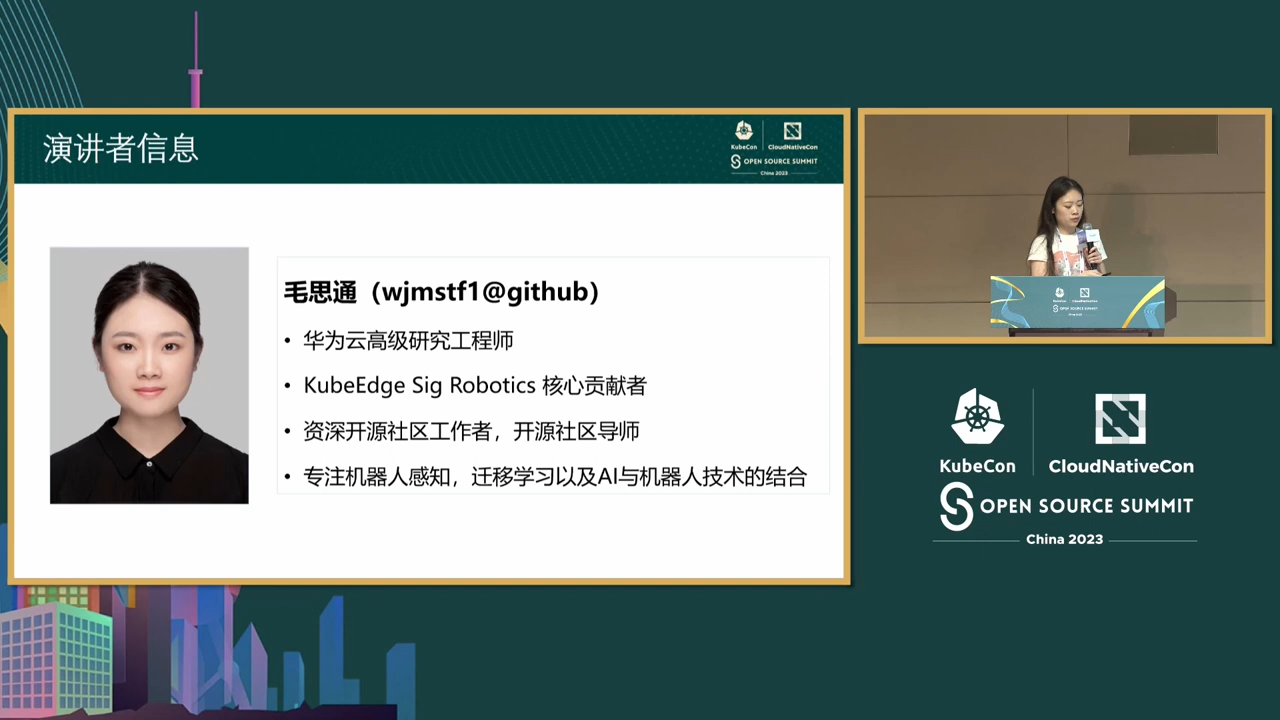 演讲者信息
KubeCon
CloudNativeCon
OPEN SOURCE SUMMIT
China 2023
毛思通（wjmstf1@github）
• 华为云高级研究工程师
• KubeEdge Sig Robotics 核心贡献者
• 资深开源社区工作者，开源社区导师
• 专注机器人感知，迁移学习以及AI与机器人技术的结合
OPEN SOURCE SUMMIT
KubeCon
CloudNativeCon
OPEN SOURCE SUMMIT
China 2023